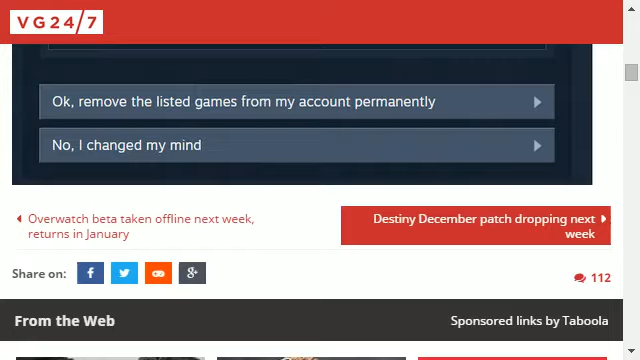 VG24/7
Ok, remove the listed games from my account permanently
No, I changed my mind
Overwatch beta taken offline next week,
returns in January
Destiny December patch dropping next
week
Share on:
112
From the Web
Sponsored links by Taboola